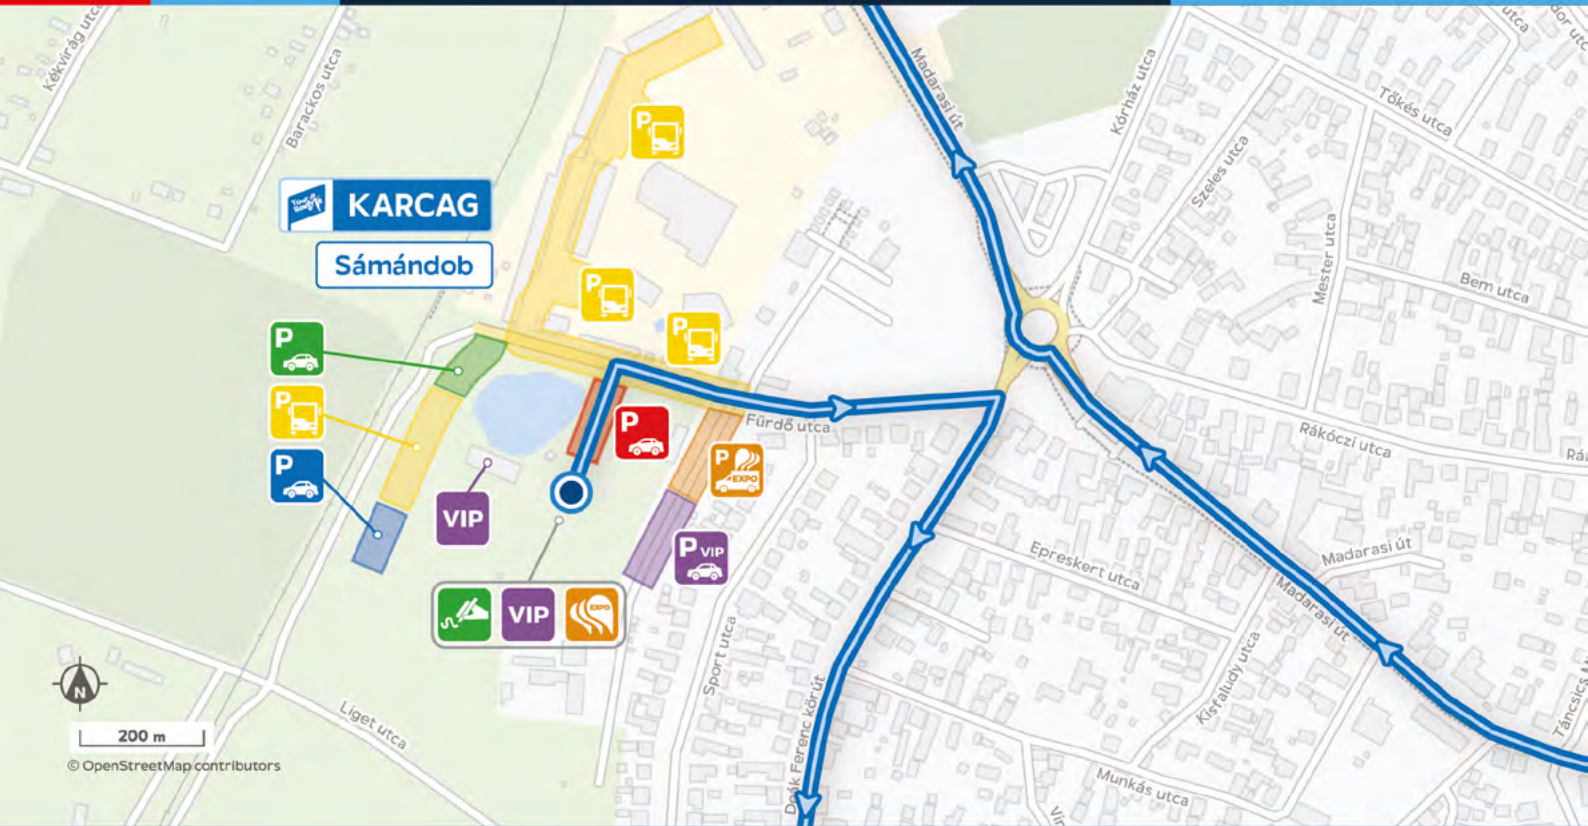 Kékvirág utca
Barackos utca
Madarasi út
Kórház utca
Tőkés utca
Szeles utca
Mester utca
Bem utca
utca
P
KARCAG
Sámándob
P
P
P
P
P
P
VIP
Fürdő utca
P
P
EXPO
P VIP
Rákóczi utca
VIP
EXPO
Epreskert utca
Madarasi út
Madarasi út
Kisfaludy utca
Sport utca
Deák Ferenc körút
Liget utca
Munkás utca
N
200 m
© OpenStreetMap contributors